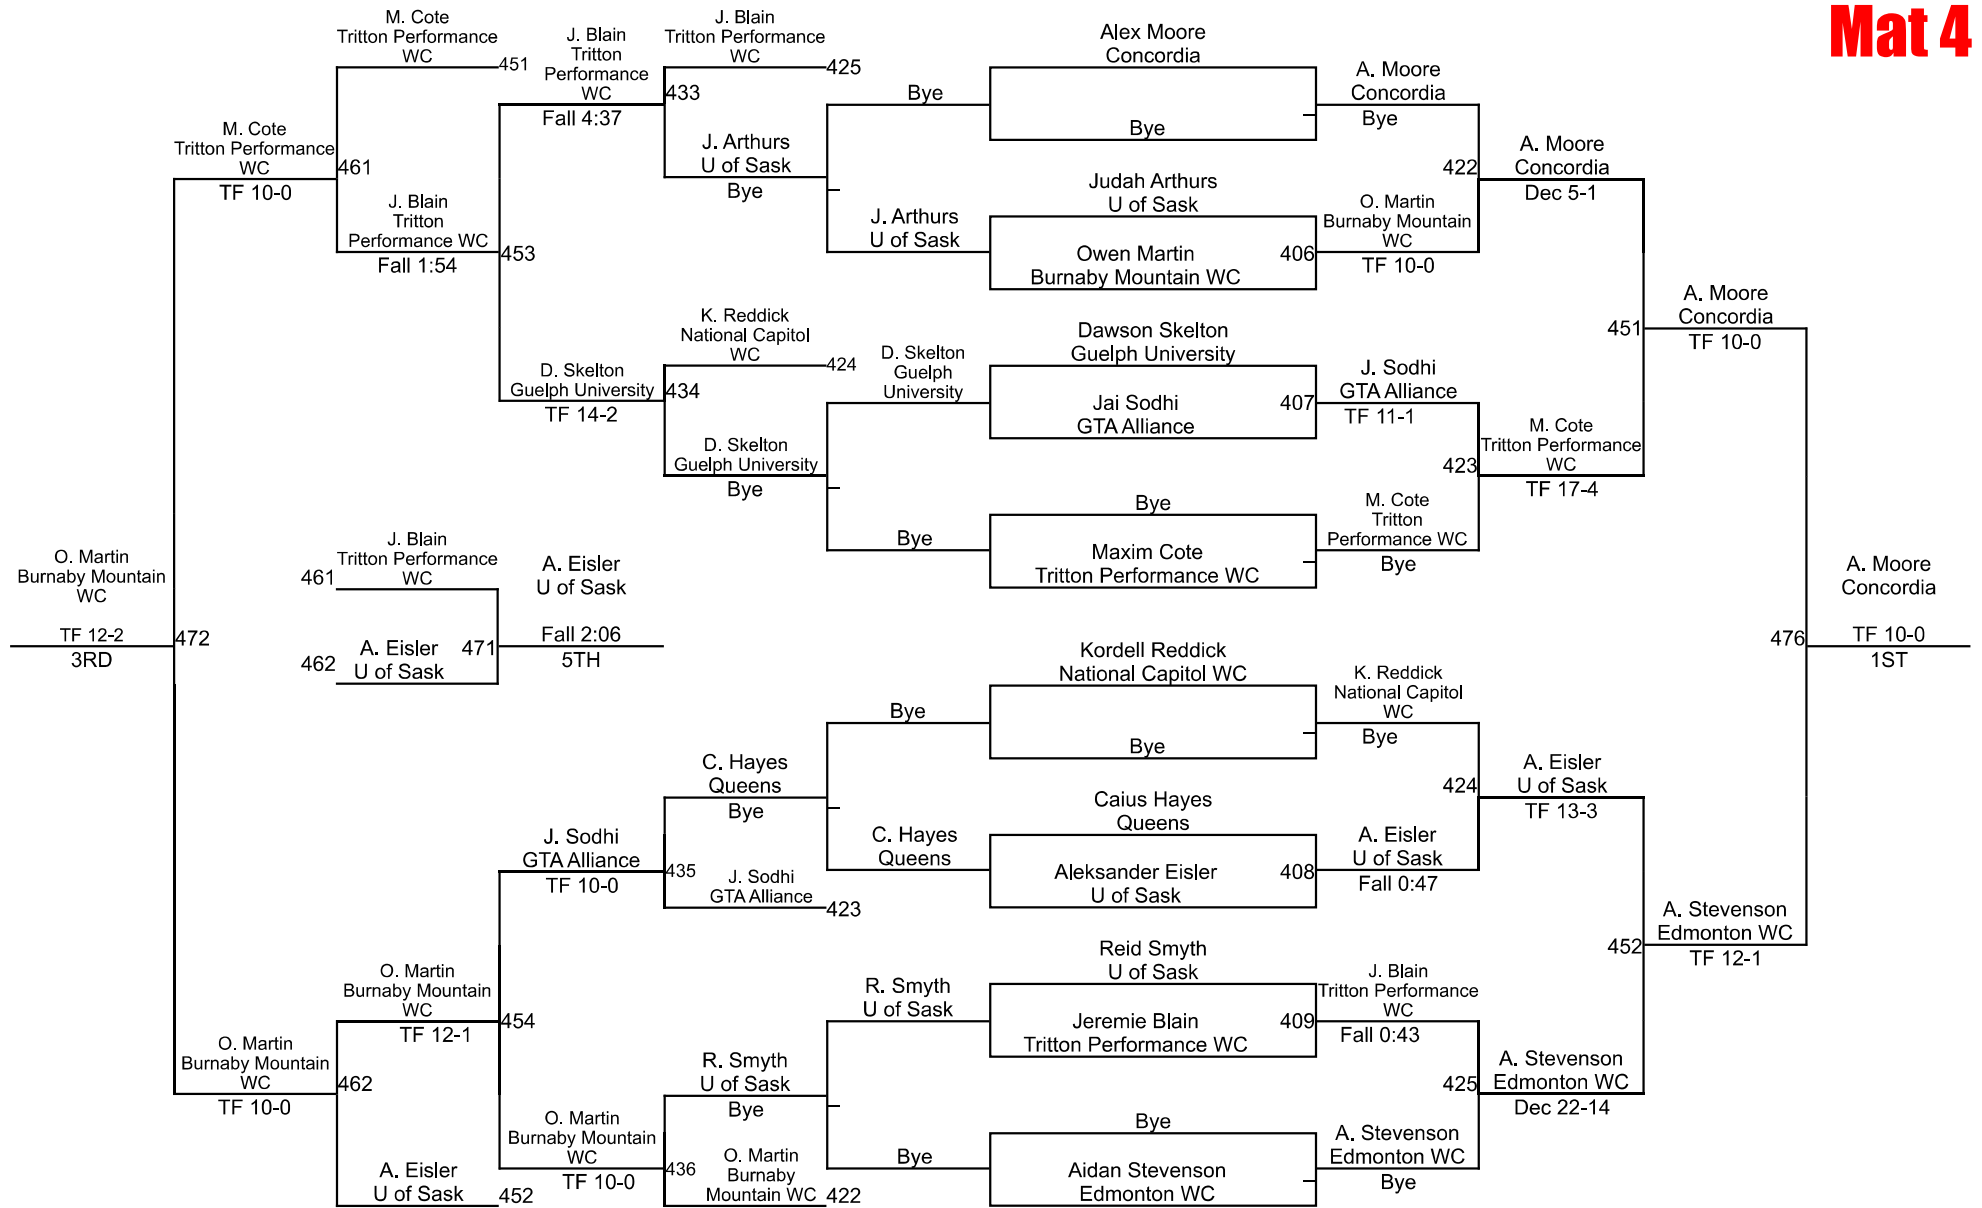 Mat 4
M. Cote
Tritton Performance
WC
451
J. Blain
Tritton
Performance
WC
Fall 4:37
J. Blain
Tritton Performance
WC
425
433
J. Arthurs
U of Sask
Bye
Bye
J. Arthurs
U of Sask
Alex Moore
Concordia
Bye
A. Moore
Concordia
Bye
Judah Arthurs
U of Sask
Owen Martin
Burnaby Mountain WC
406
O. Martin
Burnaby Mountain
WC
TF 10-0
422
A. Moore
Concordia
Dec 5-1
M. Cote
Tritton Performance
WC
TF 10-0
461
J. Blain
Tritton
Performance WC
Fall 1:54
453
K. Reddick
National Capitol
WC
424
D. Skelton
Guelph University
TF 14-2
434
D. Skelton
Guelph University
Bye
D. Skelton
Guelph
University
Bye
Dawson Skelton
Guelph University
Jai Sodhi
GTA Alliance
407
J. Sodhi
GTA Alliance
TF 11-1
Bye
Maxim Cote
Tritton Performance WC
M. Cote
Tritton
Performance WC
Bye
423
M. Cote
Tritton Performance
WC
TF 17-4
451
A. Moore
Concordia
TF 10-0
O. Martin
Burnaby Mountain
WC
TF 12-2
3RD
472
J. Blain
Tritton Performance
WC
461
A. Eisler
U of Sask
462
471
A. Eisler
U of Sask
Fall 2:06
5TH
A. Moore
Concordia
TF 10-0
1ST
476
Kordell Reddick
National Capitol WC
Bye
K. Reddick
National Capitol
WC
Bye
Bye
C. Hayes
Queens
Bye
C. Hayes
Queens
Caius Hayes
Queens
Aleksander Eisler
U of Sask
408
A. Eisler
U of Sask
Fall 0:47
424
A. Eisler
U of Sask
TF 13-3
J. Sodhi
GTA Alliance
TF 10-0
435
J. Sodhi
GTA Alliance
423
452
A. Stevenson
Edmonton WC
TF 12-1
O. Martin
Burnaby Mountain
WC
TF 12-1
454
R. Smyth
U of Sask
Reid Smyth
U of Sask
Jeremie Blain
Tritton Performance WC
409
J. Blain
Tritton Performance
WC
Fall 0:43
O. Martin
Burnaby Mountain
WC
TF 10-0
462
R. Smyth
U of Sask
Bye
425
A. Stevenson
Edmonton WC
Dec 22-14
O. Martin
Burnaby Mountain
WC
TF 10-0
436
O. Martin
Burnaby
Mountain WC
422
Bye
Bye
Aidan Stevenson
Edmonton WC
A. Stevenson
Edmonton WC
Bye
A. Eisler
U of Sask
452